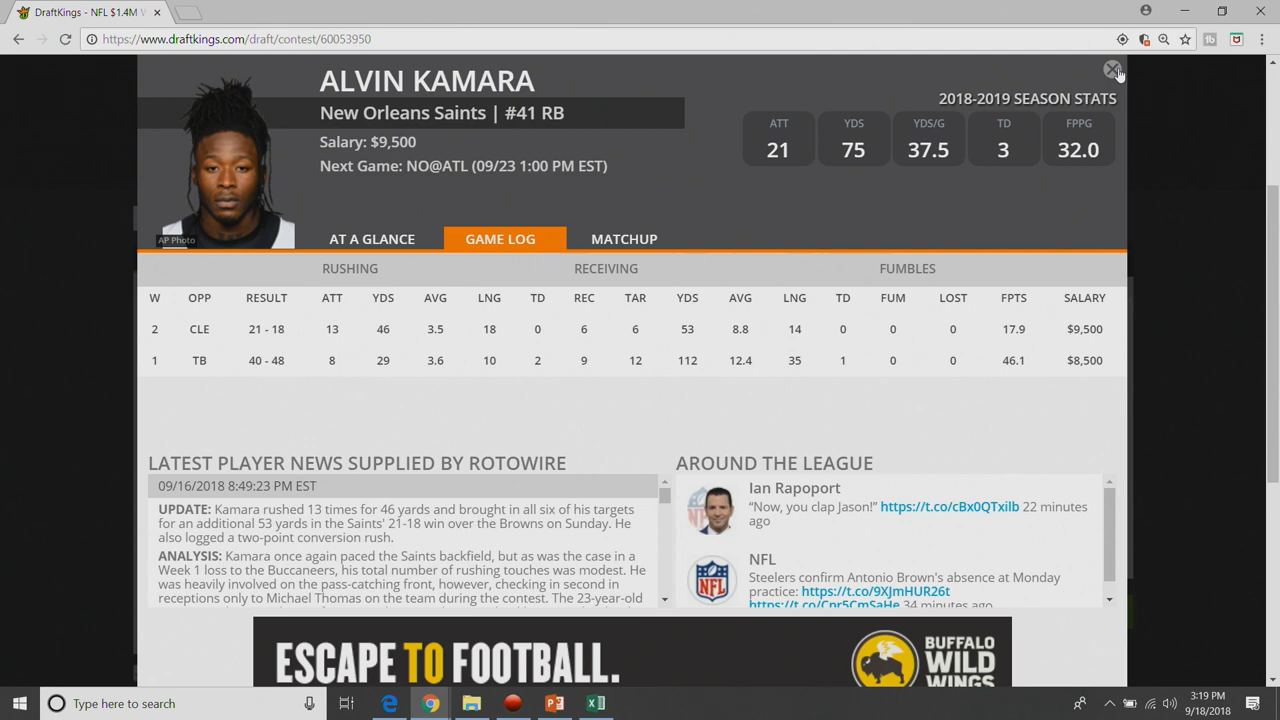 DraftKings - NFL $1.4M
https://www.draftkings.com/draft/contest/60053950
ALVIN KAMARA
New Orleans Saints | #41 RB
Salary: $9,500
Next Game: NO@ATL (09/23 1:00 PM EST)
AP Photo
2018-2019 SEASON STATS
ATT YDS YDS/G TD FPPG
21 75 37.5 3 32.0
AT A GLANCE GAME LOG MATCHUP
RUSHING RECEIVING FUMBLES
W OPP RESULT ATT YDS AVG LNG TD REC TAR YDS AVG LNG TD FUM LOST FPTS SALARY
2 CLE 21 - 18 13 46 3.5 18 0 6 6 53 8.8 14 0 0 0 17.9 $9,500
1 TB 40 - 48 8 29 3.6 10 2 9 12 112 12.4 35 1 0 0 46.1 $8,500
LATEST PLAYER NEWS SUPPLIED BY ROTOWIRE
09/16/2018 8:49:23 PM EST
UPDATE: Kamara rushed 13 times for 46 yards and brought in all six of his targets
for an additional 53 yards in the Saints' 21-18 win over the Browns on Sunday. He
also logged a two-point conversion rush.
ANALYSIS: Kamara once again paced the Saints backfield, but as was the case in a
Week 1 loss to the Buccaneers, his total number of rushing touches was modest. He
was heavily involved on the pass-catching front, however, checking in second in
receptions only to Michael Thomas on the team during the contest. The 23-year-old
AROUND THE LEAGUE
Ian Rapoport
“Now, you clap Jason!” https://t.co/cBx0QTxilb 22 minutes
ago
NFL
Steelers confirm Antonio Brown's absence at Monday
practice: https://t.co/9XJmHUR26t
https://t.co/Cnr5CmSaHe 34 minutes ago
ESCAPE TO FOOTBALL.
BUFFALO
WILD
WINGS
Type here to search
3:19 PM
9/18/2018